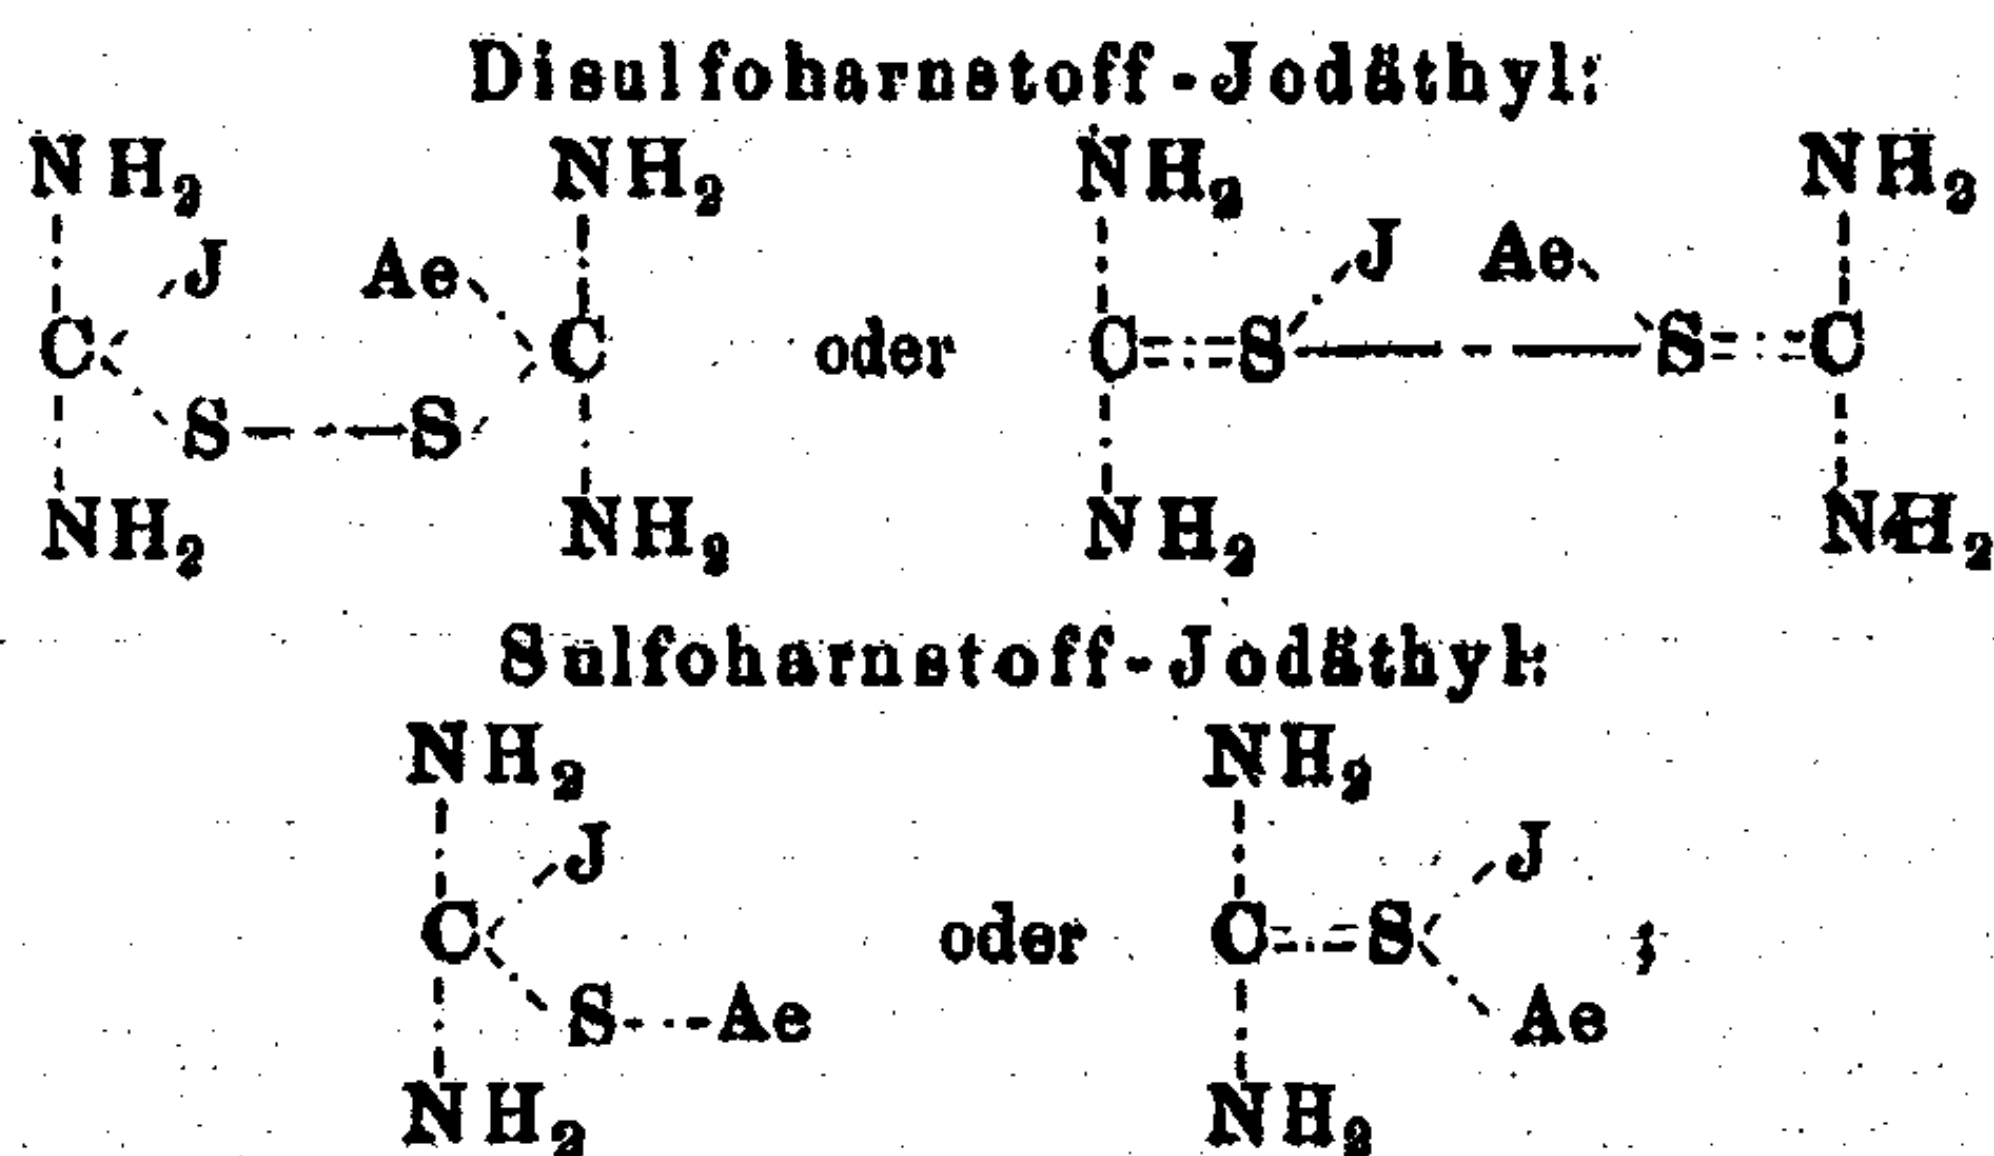 Disulfoharnstoff-Jodäthyl:
NH₂ NH₂ NH₂ NH₂
J Ae J Ae
C C oder C S S C
S S
NH₂ NH₂ NH₂ NH₂
Sulfoharnstoff-Jodäthyl:
NH₂ NH₂
J J
C oder C S ;
S Ae Ae
NH₂ NH₂